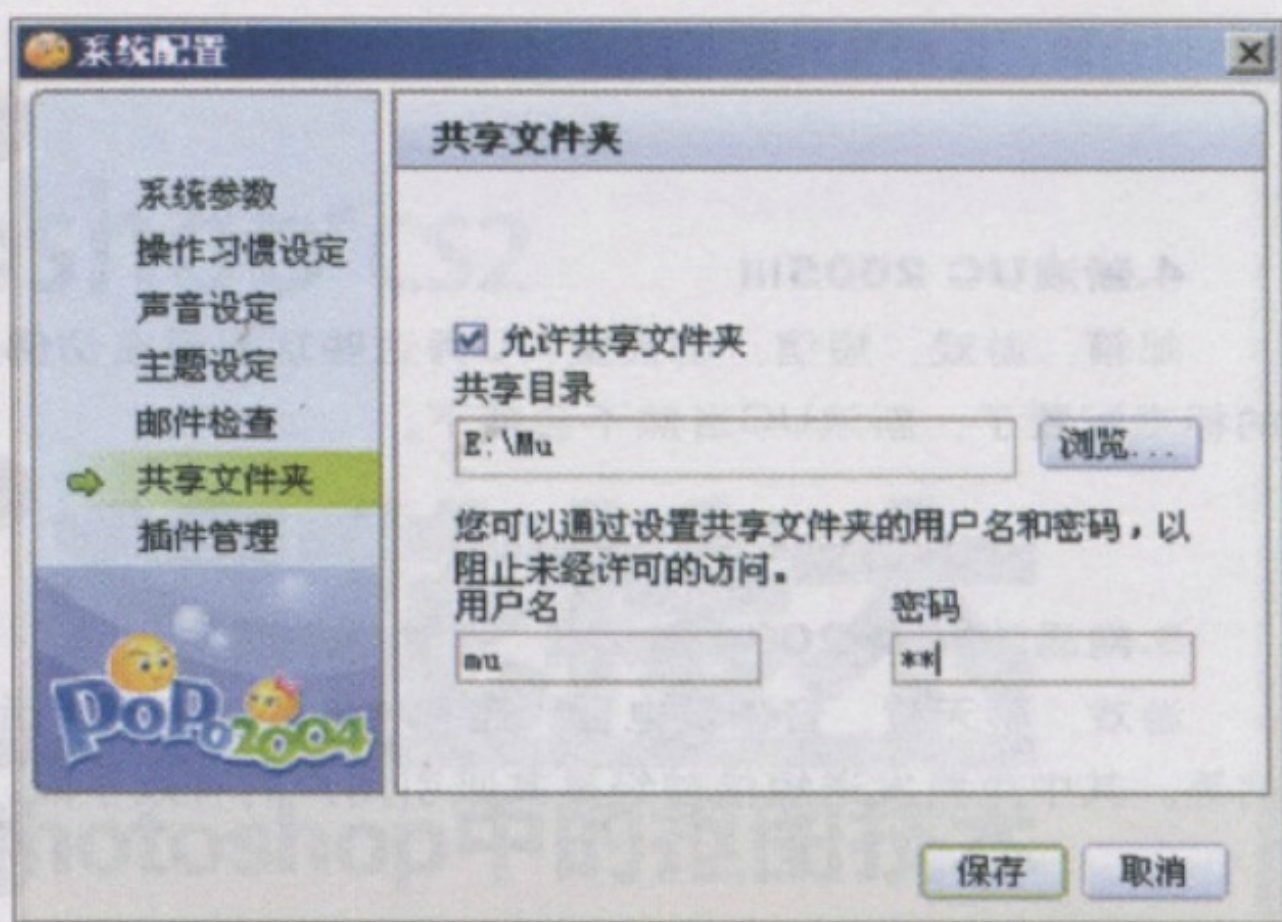 系统配置
系统参数
操作习惯设定
声音设定
主题设定
邮件检查
共享文件夹
插件管理
POPO2004
共享文件夹
允许共享文件夹
共享目录
E:\Mu
浏览...
您可以通过设置共享文件夹的用户名和密码，以
阻止未经许可的访问。
用户名
密码
mu
**
保存
取消